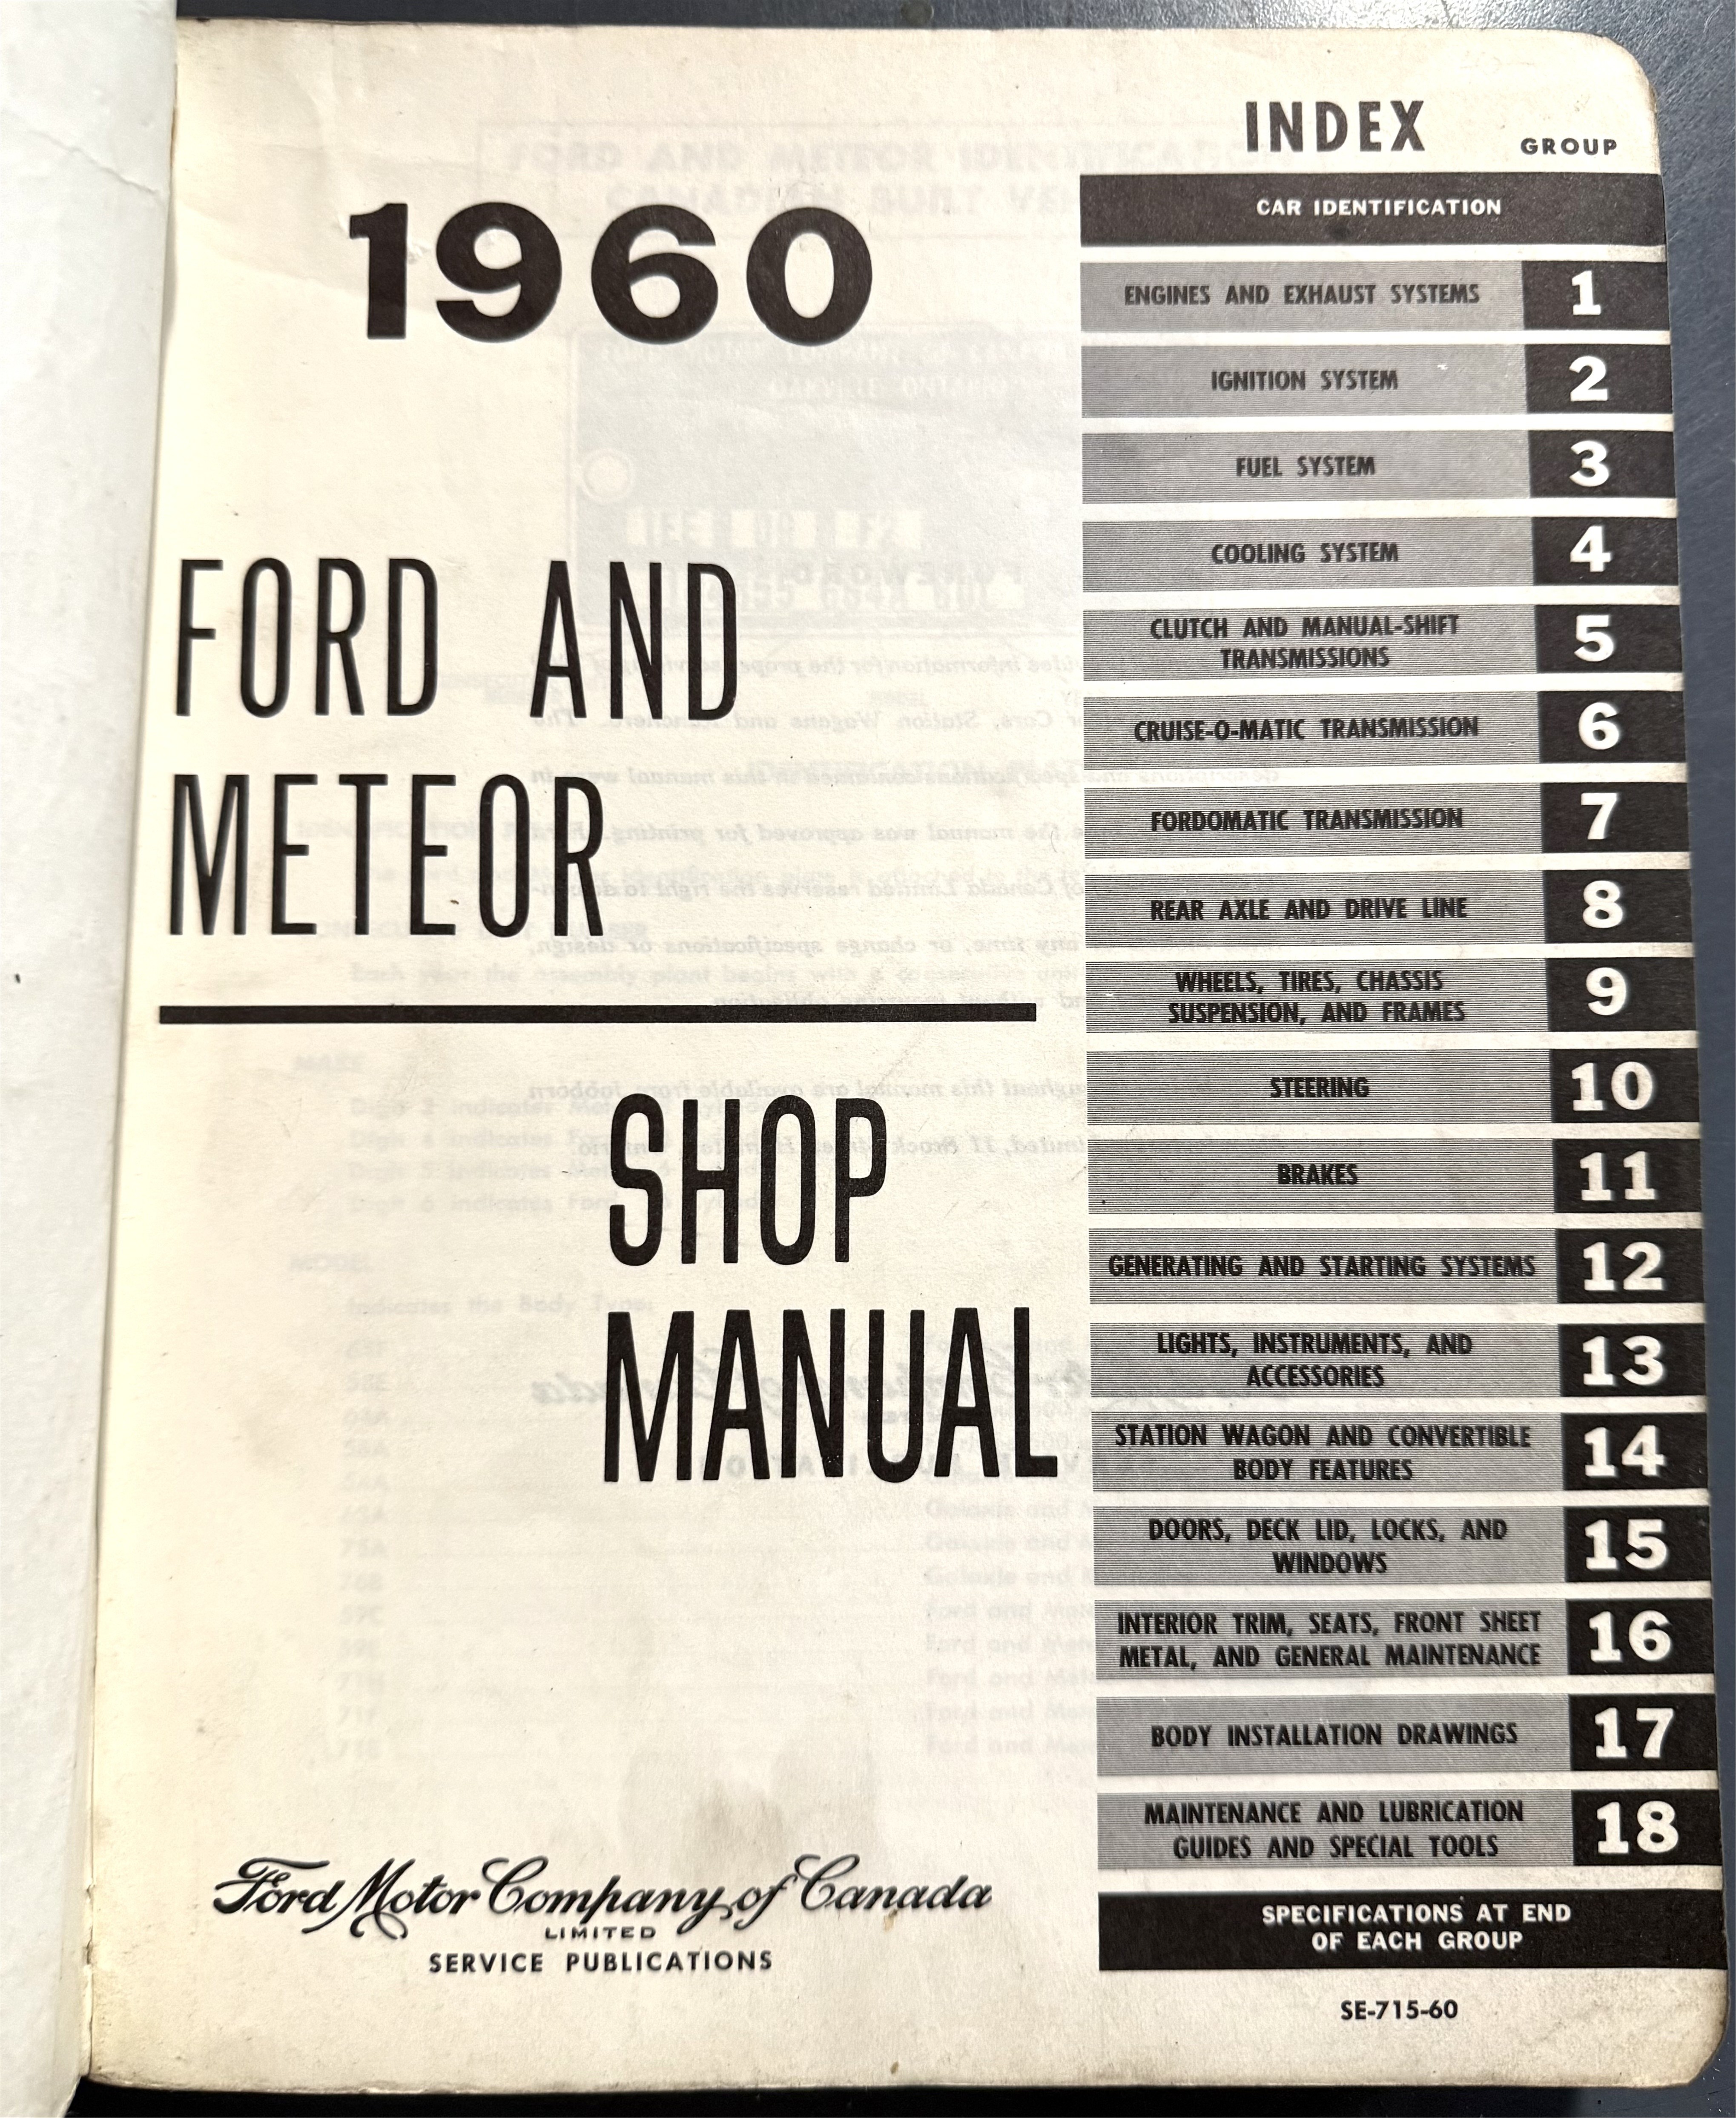 1960
FORD AND
METEOR
SHOP
MANUAL
Ford Motor Company of Canada
LIMITED
SERVICE PUBLICATIONS
INDEX
GROUP
CAR IDENTIFICATION
ENGINES AND EXHAUST SYSTEMS 1
IGNITION SYSTEM 2
FUEL SYSTEM 3
COOLING SYSTEM 4
CLUTCH AND MANUAL-SHIFT
TRANSMISSIONS 5
CRUISE-O-MATIC TRANSMISSION 6
FORDOMATIC TRANSMISSION 7
REAR AXLE AND DRIVE LINE 8
WHEELS, TIRES, CHASSIS
SUSPENSION, AND FRAMES 9
STEERING 10
BRAKES 11
GENERATING AND STARTING SYSTEMS 12
LIGHTS, INSTRUMENTS, AND
ACCESSORIES 13
STATION WAGON AND CONVERTIBLE
BODY FEATURES 14
DOORS, DECK LID, LOCKS, AND
WINDOWS 15
INTERIOR TRIM, SEATS, FRONT SHEET
METAL, AND GENERAL MAINTENANCE 16
BODY INSTALLATION DRAWINGS 17
MAINTENANCE AND LUBRICATION
GUIDES AND SPECIAL TOOLS 18
SPECIFICATIONS AT END
OF EACH GROUP
SE-715-60